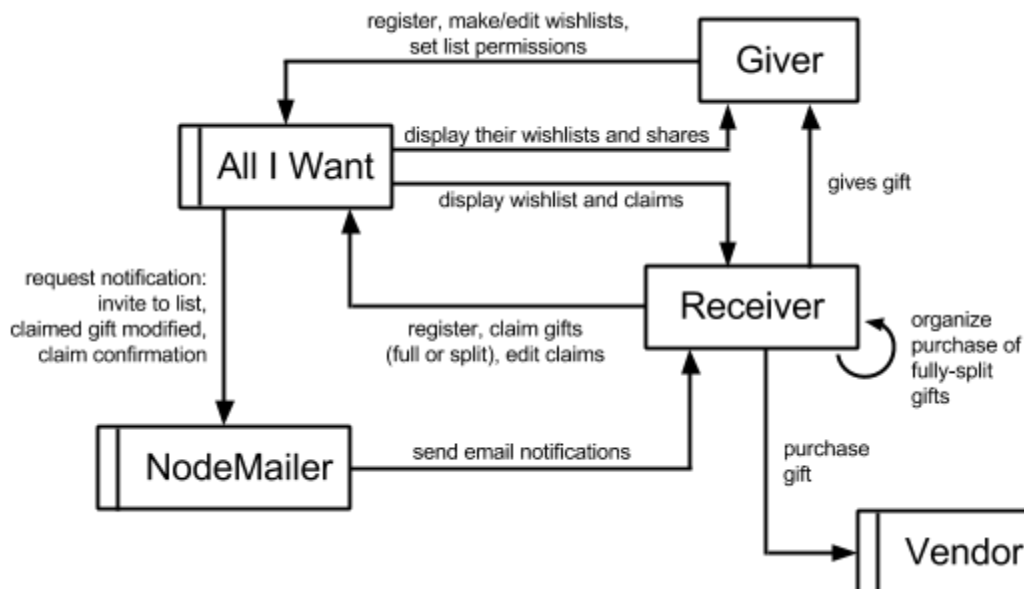 register, make/edit wishlists,
set list permissions
Giver
display their wishlists and shares
All I Want
display wishlist and claims
gives gift
request notification:
invite to list,
claimed gift modified,
claim confirmation
Receiver
register, claim gifts
(full or split), edit claims
organize
purchase of
fully-split
gifts
NodeMailer
send email notifications
purchase
gift
Vendor